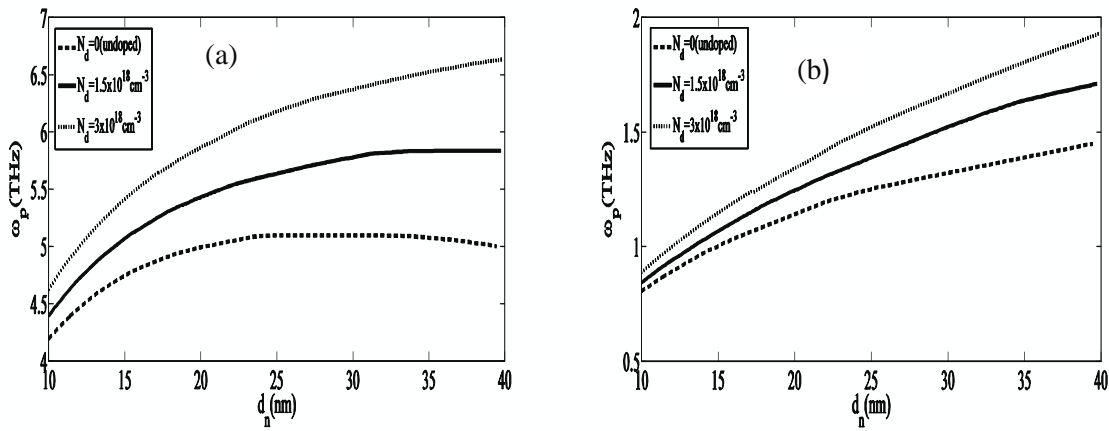 (a)
N_d=0(undoped)
N_d=1.5x10^18cm^-3
N_d=3x10^18cm^-3
7
6.5
6
5.5
5
4.5
4
ω_p(THz)
10 15 20 25 30 35 40
d_n(nm)
(b)
N_d=0(undoped)
N_d=1.5x10^18cm^-3
N_d=3x10^18cm^-3
2
1.5
1
0.5
ω_p(THz)
10 15 20 25 30 35 40
d_n(nm)